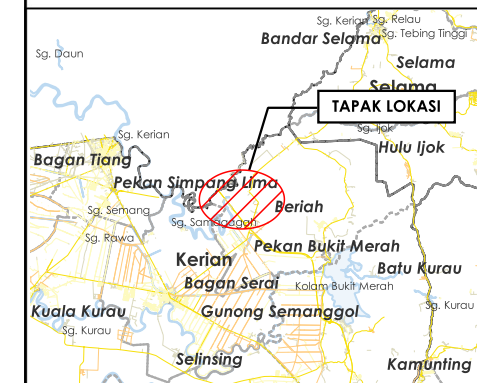 Sg. Kerian
Sg. Relau
Bandar Selama
Sg. Tebing Tinggi
Sg. Daun
Selama
Selama
TAPAK LOKASI
Sg. Ijok
Sg. Kerian
Hulu Ijok
Bagan Tiang
Pekan Simpang Lima
Sg. Semang
Beriah
Sg. Samagagah
Sg. Rawa
Pekan Bukit Merah
Kerian
Batu Kurau
Bagan Serai
Kolam Bukit Merah
Kuala Kurau
Gunong Semanggol
Sg. Kurau
Sg. Kurau
Selinsing
Kamunting